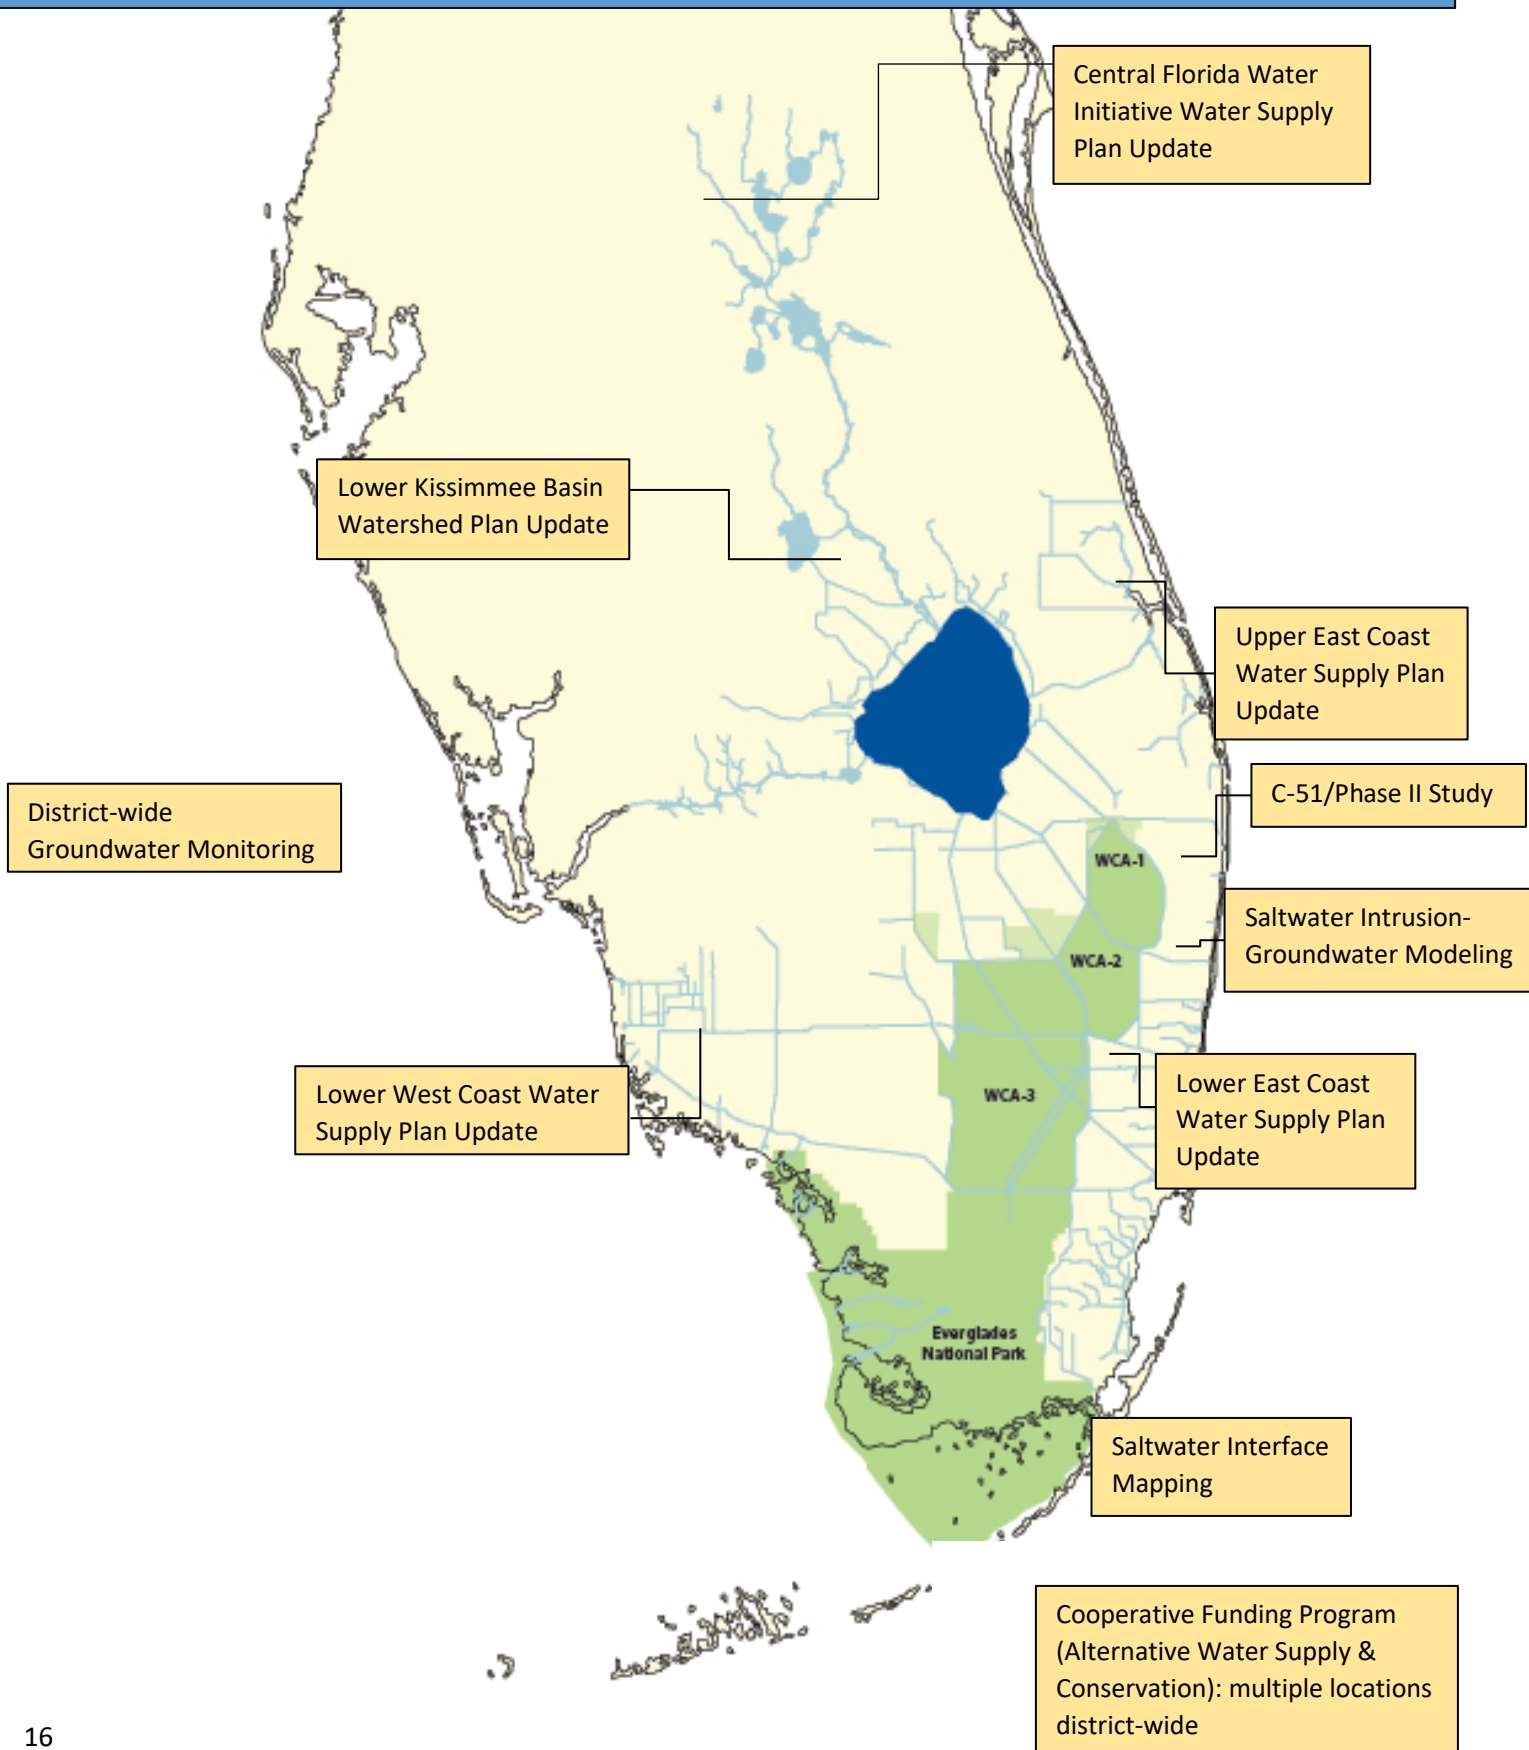 Central Florida Water
Initiative Water Supply
Plan Update
Lower Kissimmee Basin
Watershed Plan Update
Upper East Coast
Water Supply Plan
Update
C-51/Phase II Study
District-wide
Groundwater Monitoring
WCA-1
Saltwater Intrusion-
Groundwater Modeling
WCA-2
Lower West Coast Water
Supply Plan Update
WCA-3
Lower East Coast
Water Supply Plan
Update
Everglades
National Park
Saltwater Interface
Mapping
Cooperative Funding Program
(Alternative Water Supply &
Conservation): multiple locations
district-wide
16